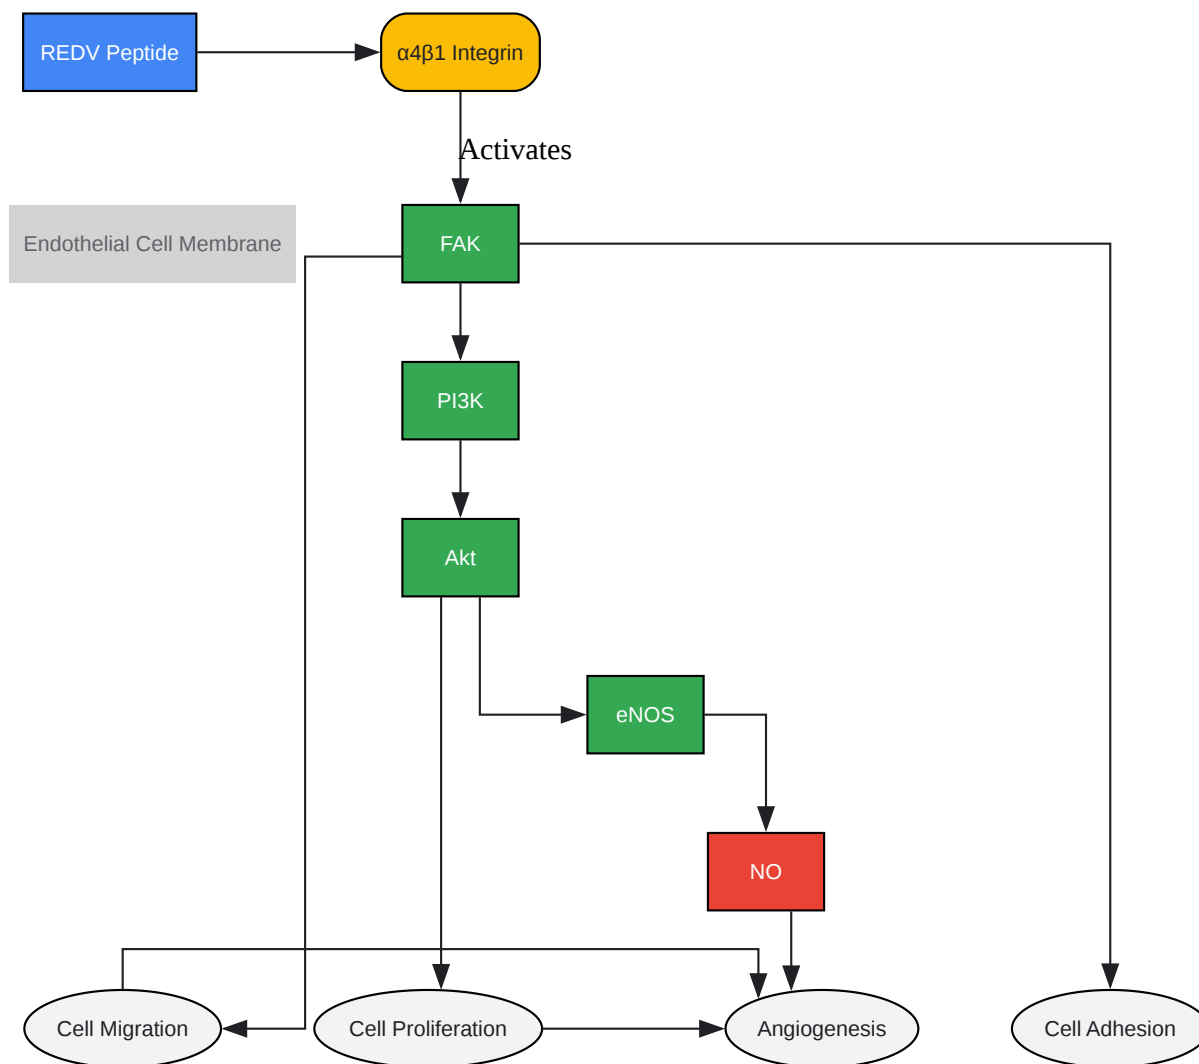 REDV Peptide
α4β1 Integrin
Activates
Endothelial Cell Membrane
FAK
PI3K
Akt
eNOS
NO
Cell Migration
Cell Proliferation
Angiogenesis
Cell Adhesion